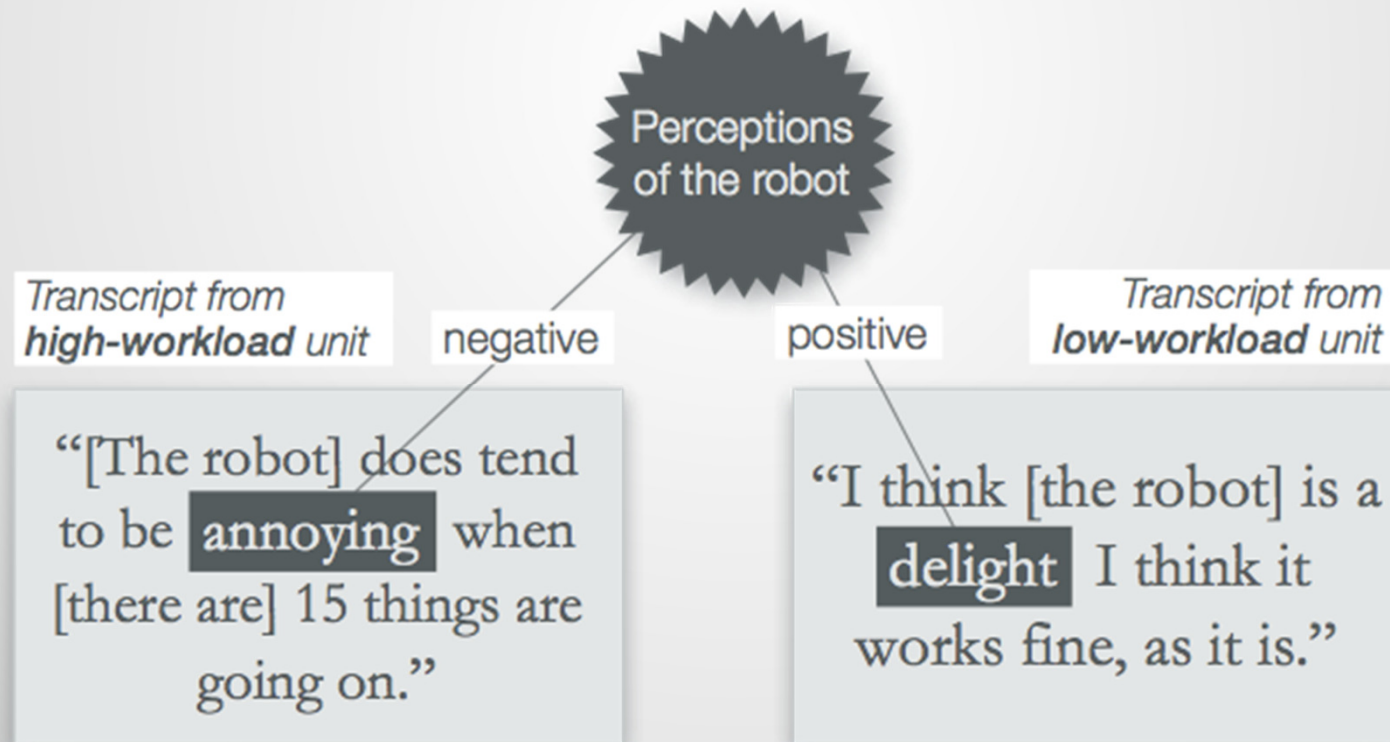 Perceptions
of the robot
Transcript from
high-workload unit
negative
positive
Transcript from
low-workload unit
“[The robot] does tend
to be annoying when
[there are] 15 things are
going on.”
“I think [the robot] is a
delight I think it
works fine, as it is.”